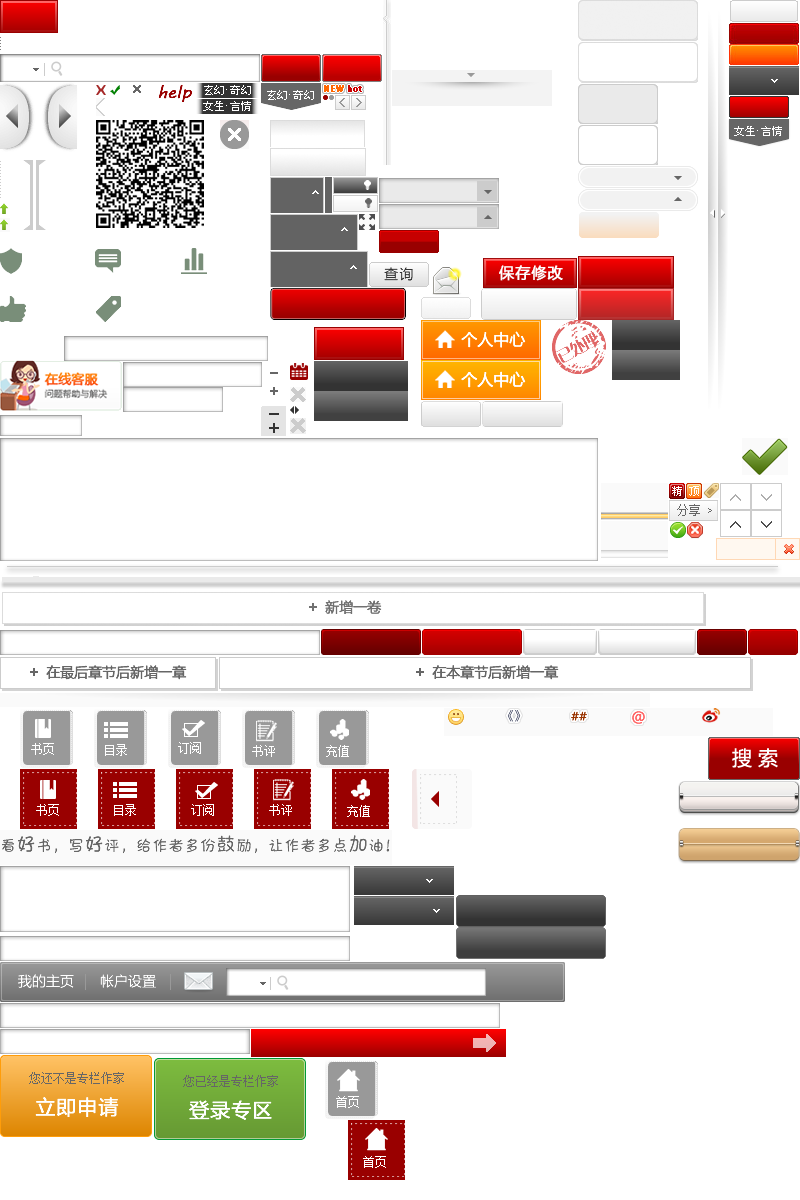 help
玄幻·奇幻
女生·言情
玄幻·奇幻
NEW
hot
女生·言情
查询
保存修改
个人中心
已处理
个人中心
在线客服
问题帮助与解决
精
顶
分享 >
+ 新增一卷
+ 在最后章节后新增一章
+ 在本章节后新增一章
书页
目录
订阅
书评
充值
《》
##
@
搜 索
书页
目录
订阅
书评
充值
看好书，写好评，给作者多份鼓励，让作者多点加油!
我的主页
帐户设置
您还不是专栏作家
立即申请
您已经是专栏作家
登录专区
首页
首页